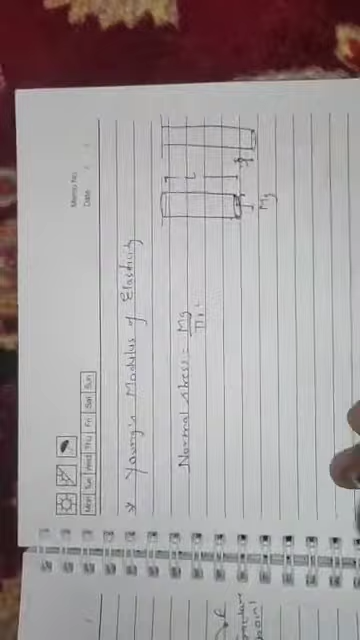 Memo No.
Date / /
Mon Tue Wed Thu Fri Sat Sun
* Young's Modulus of Elasticity
L
Mg
Normal stress = Mg
πr²